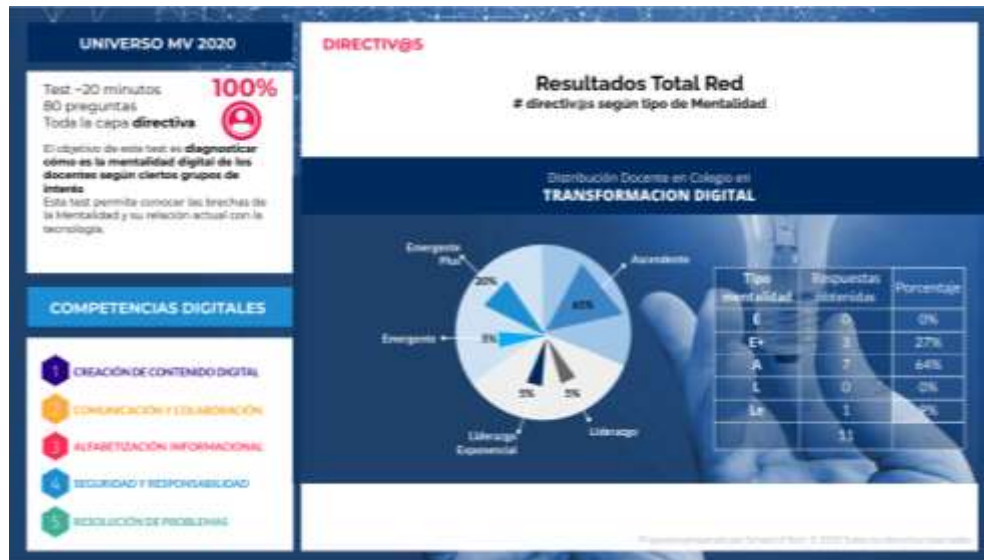 UNIVERSO MV 2020
Test ~20 minutos
80 preguntas
Toda la capa directiva
100%
El objetivo de este test es diagnosticar
cómo es la mentalidad digital de los
docentes según ciertos grupos de
interés
Este test permite conocer las brechas de
la Mentalidad y su relación actual con la
tecnología.
COMPETENCIAS DIGITALES
1 CREACIÓN DE CONTENIDO DIGITAL
2 COMUNICACIÓN Y COLABORACIÓN
3 ALFABETIZACIÓN INFORMACIONAL
4 SEGURIDAD Y RESPONSABILIDAD
5 RESOLUCIÓN DE PROBLEMAS
DIRECTIV@S
Resultados Total Red
# directiv@s según tipo de Mentalidad
Distribución Docente en Colegio en
TRANSFORMACION DIGITAL
Emergente
Plus
Ascendente
20%
65%
Emergente
5%
5%
5%
Liderazgo
Exponencial
Liderazgo
Tipo mentalidad Respuestas obtenidas Porcentaje
E 0 0%
E+ 3 27%
A 7 64%
L 0 0%
Le 1
11